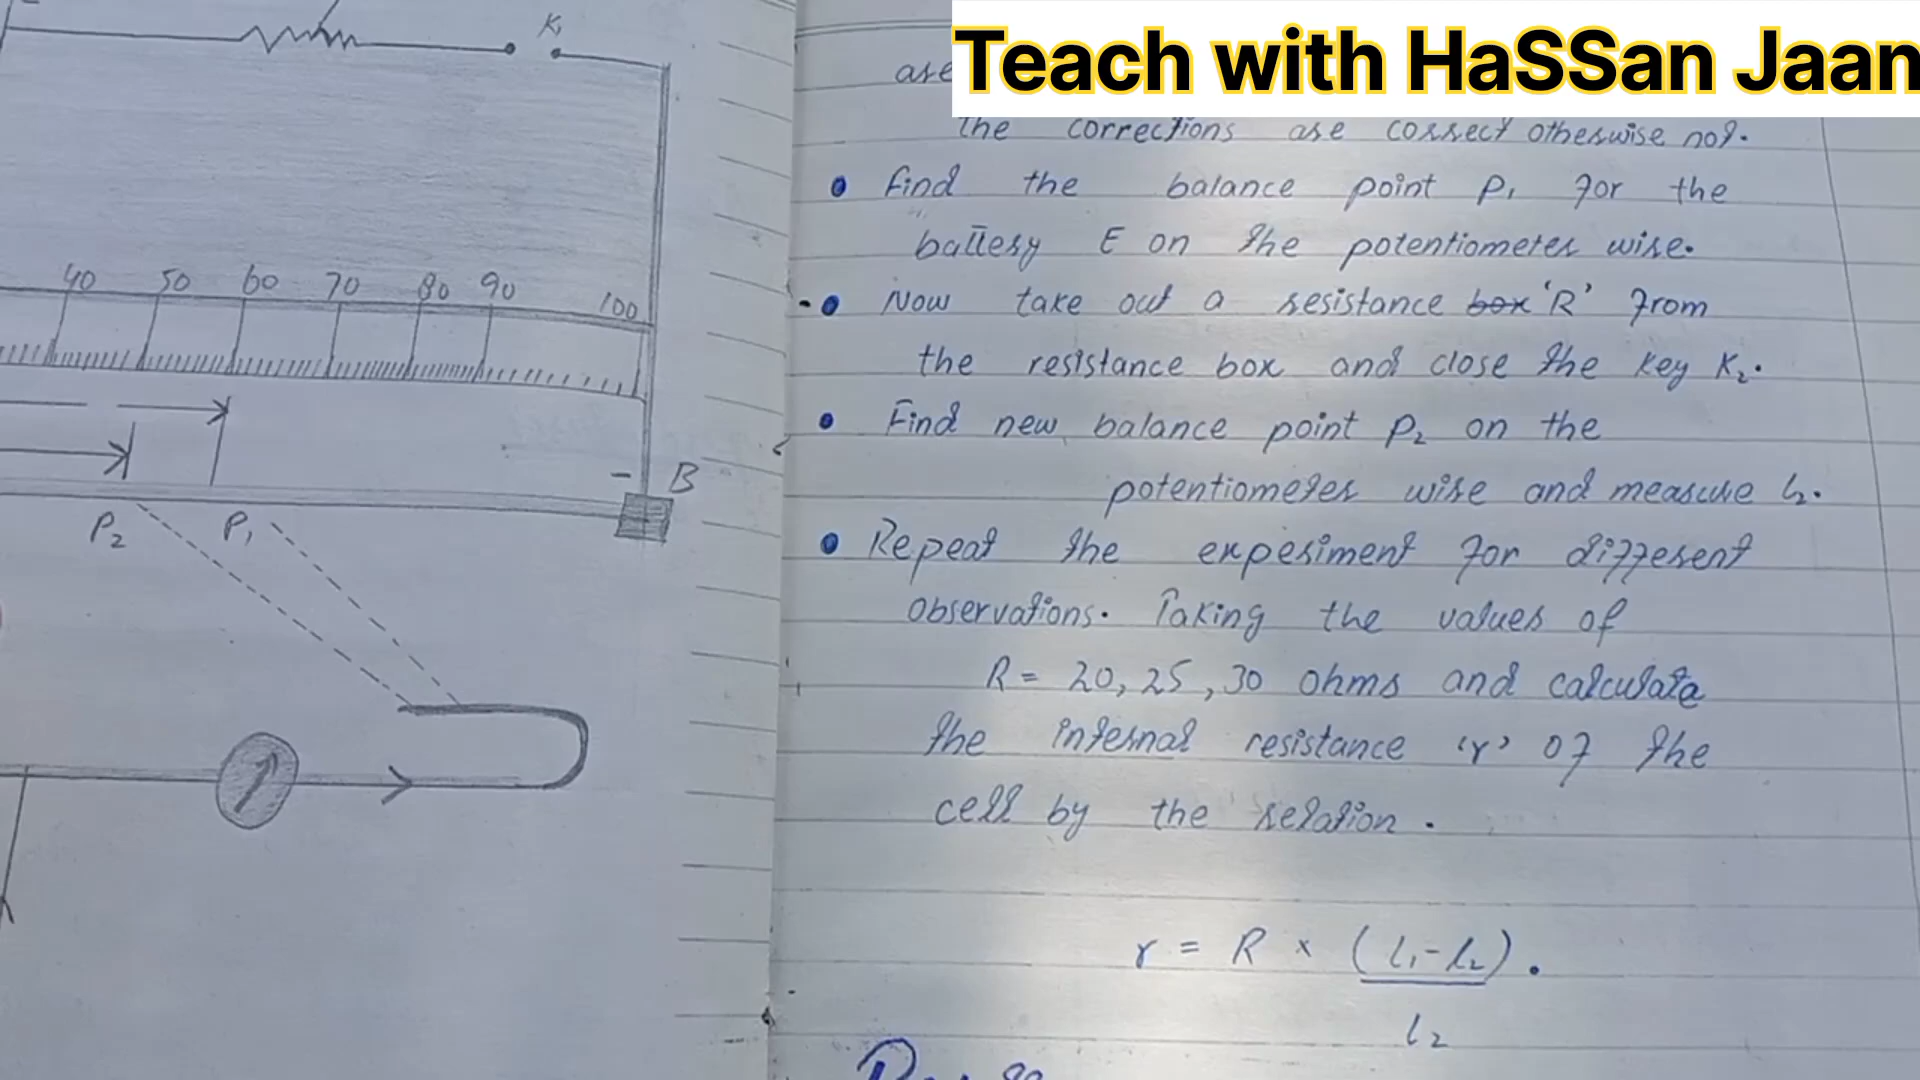 Teach with HaSSan Jaan
K₁
40 50 60 70 80 90 100
- B
P₂ P₁
are
the corrections are correct otherwise not.
• find the balance point P₁ for the
battery E on the potentiometer wire.
• Now take out a resistance box 'R' from
the resistance box and close the key K₂.
• Find new balance point P₂ on the
potentiometer wire and measure l₂.
• Repeat the experiment for different
observations. Taking the values of
R = 20, 25, 30 ohms and calculate
the internal resistance 'r' of the
cell by the relation.
r = R × (l₁-l₂).
l₂